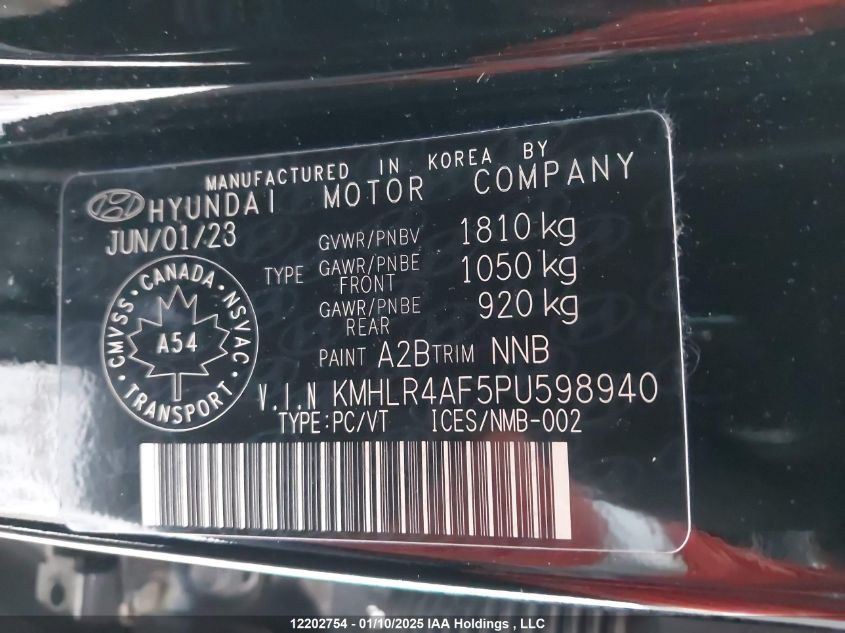 MANUFACTURED IN KOREA BY
HYUNDAI MOTOR COMPANY
JUN/01/23
GVWR/PNBV 1810 kg
TYPE GAWR/PNBE FRONT 1050 kg
GAWR/PNBE REAR 920 kg
CANADA
CMVSS NSVAC
A54
TRANSPORT
PAINT A2B TRIM NNB
V.I.N KMHLR4AF5PU598940
TYPE:PC/VT ICES/NMB-002
12202754 - 01/10/2025 IAA Holdings , LLC